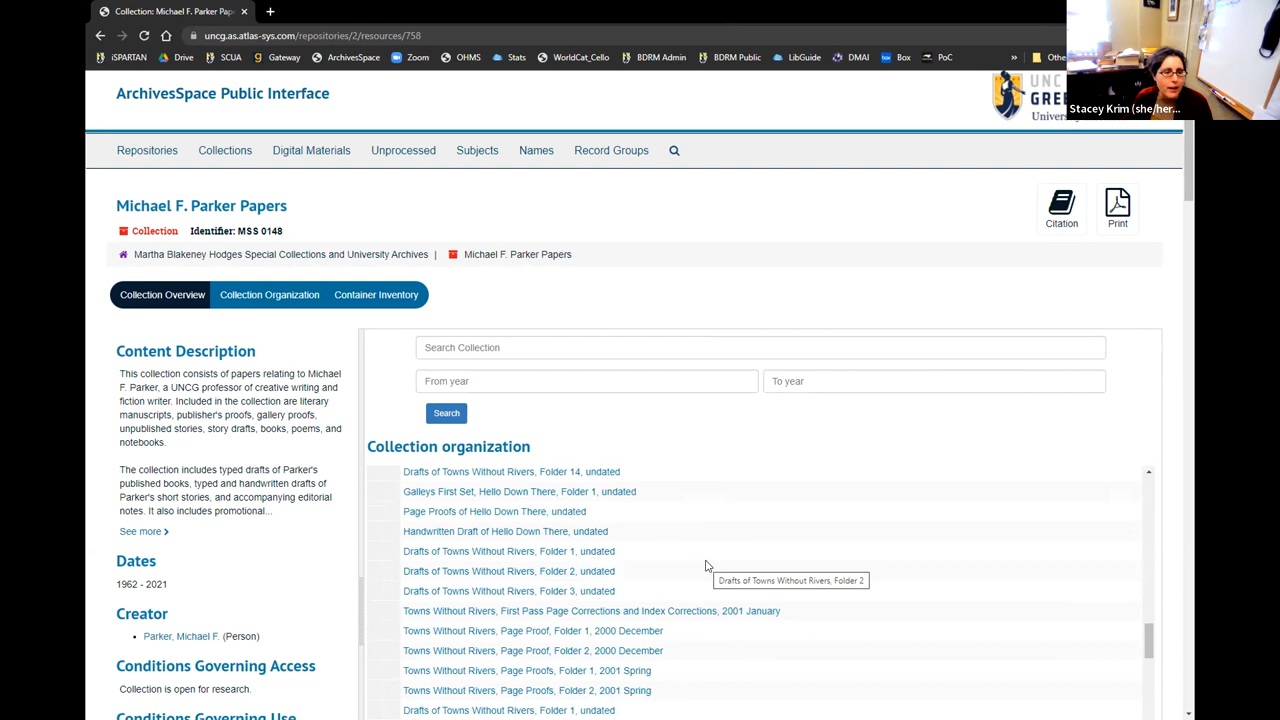 Collection: Michael F. Parker Pap
uncg.as.atlas-sys.com/repositories/2/resources/758
iSPARTAN Drive SCUA Gateway ArchivesSpace Zoom OHMS Stats WorldCat_Cello BDRM Admin BDRM Public LibGuide DMAI Box PoC » Other
Stacey Krim (she/her...
ArchivesSpace Public Interface
UNC
GRE
University
Repositories Collections Digital Materials Unprocessed Subjects Names Record Groups
Michael F. Parker Papers
Collection Identifier: MSS 0148
Citation Print
Martha Blakeney Hodges Special Collections and University Archives | Michael F. Parker Papers
Collection Overview Collection Organization Container Inventory
Content Description
This collection consists of papers relating to Michael
F. Parker, a UNCG professor of creative writing and
fiction writer. Included in the collection are literary
manuscripts, publisher's proofs, gallery proofs,
unpublished stories, story drafts, books, poems, and
notebooks.
The collection includes typed drafts of Parker's
published books, typed and handwritten drafts of
Parker's short stories, and accompanying editorial
notes. It also includes promotional...
See more
Dates
1962 - 2021
Creator
Parker, Michael F. (Person)
Conditions Governing Access
Collection is open for research.
Conditions Governing Use
Search Collection
From year To year
Search
Collection organization
Drafts of Towns Without Rivers, Folder 14, undated
Galleys First Set, Hello Down There, Folder 1, undated
Page Proofs of Hello Down There, undated
Handwritten Draft of Hello Down There, undated
Drafts of Towns Without Rivers, Folder 1, undated
Drafts of Towns Without Rivers, Folder 2, undated
Drafts of Towns Without Rivers, Folder 2
Drafts of Towns Without Rivers, Folder 3, undated
Towns Without Rivers, First Pass Page Corrections and Index Corrections, 2001 January
Towns Without Rivers, Page Proof, Folder 1, 2000 December
Towns Without Rivers, Page Proof, Folder 2, 2000 December
Towns Without Rivers, Page Proofs, Folder 1, 2001 Spring
Towns Without Rivers, Page Proofs, Folder 2, 2001 Spring
Drafts of Towns Without Rivers, Folder 1, undated